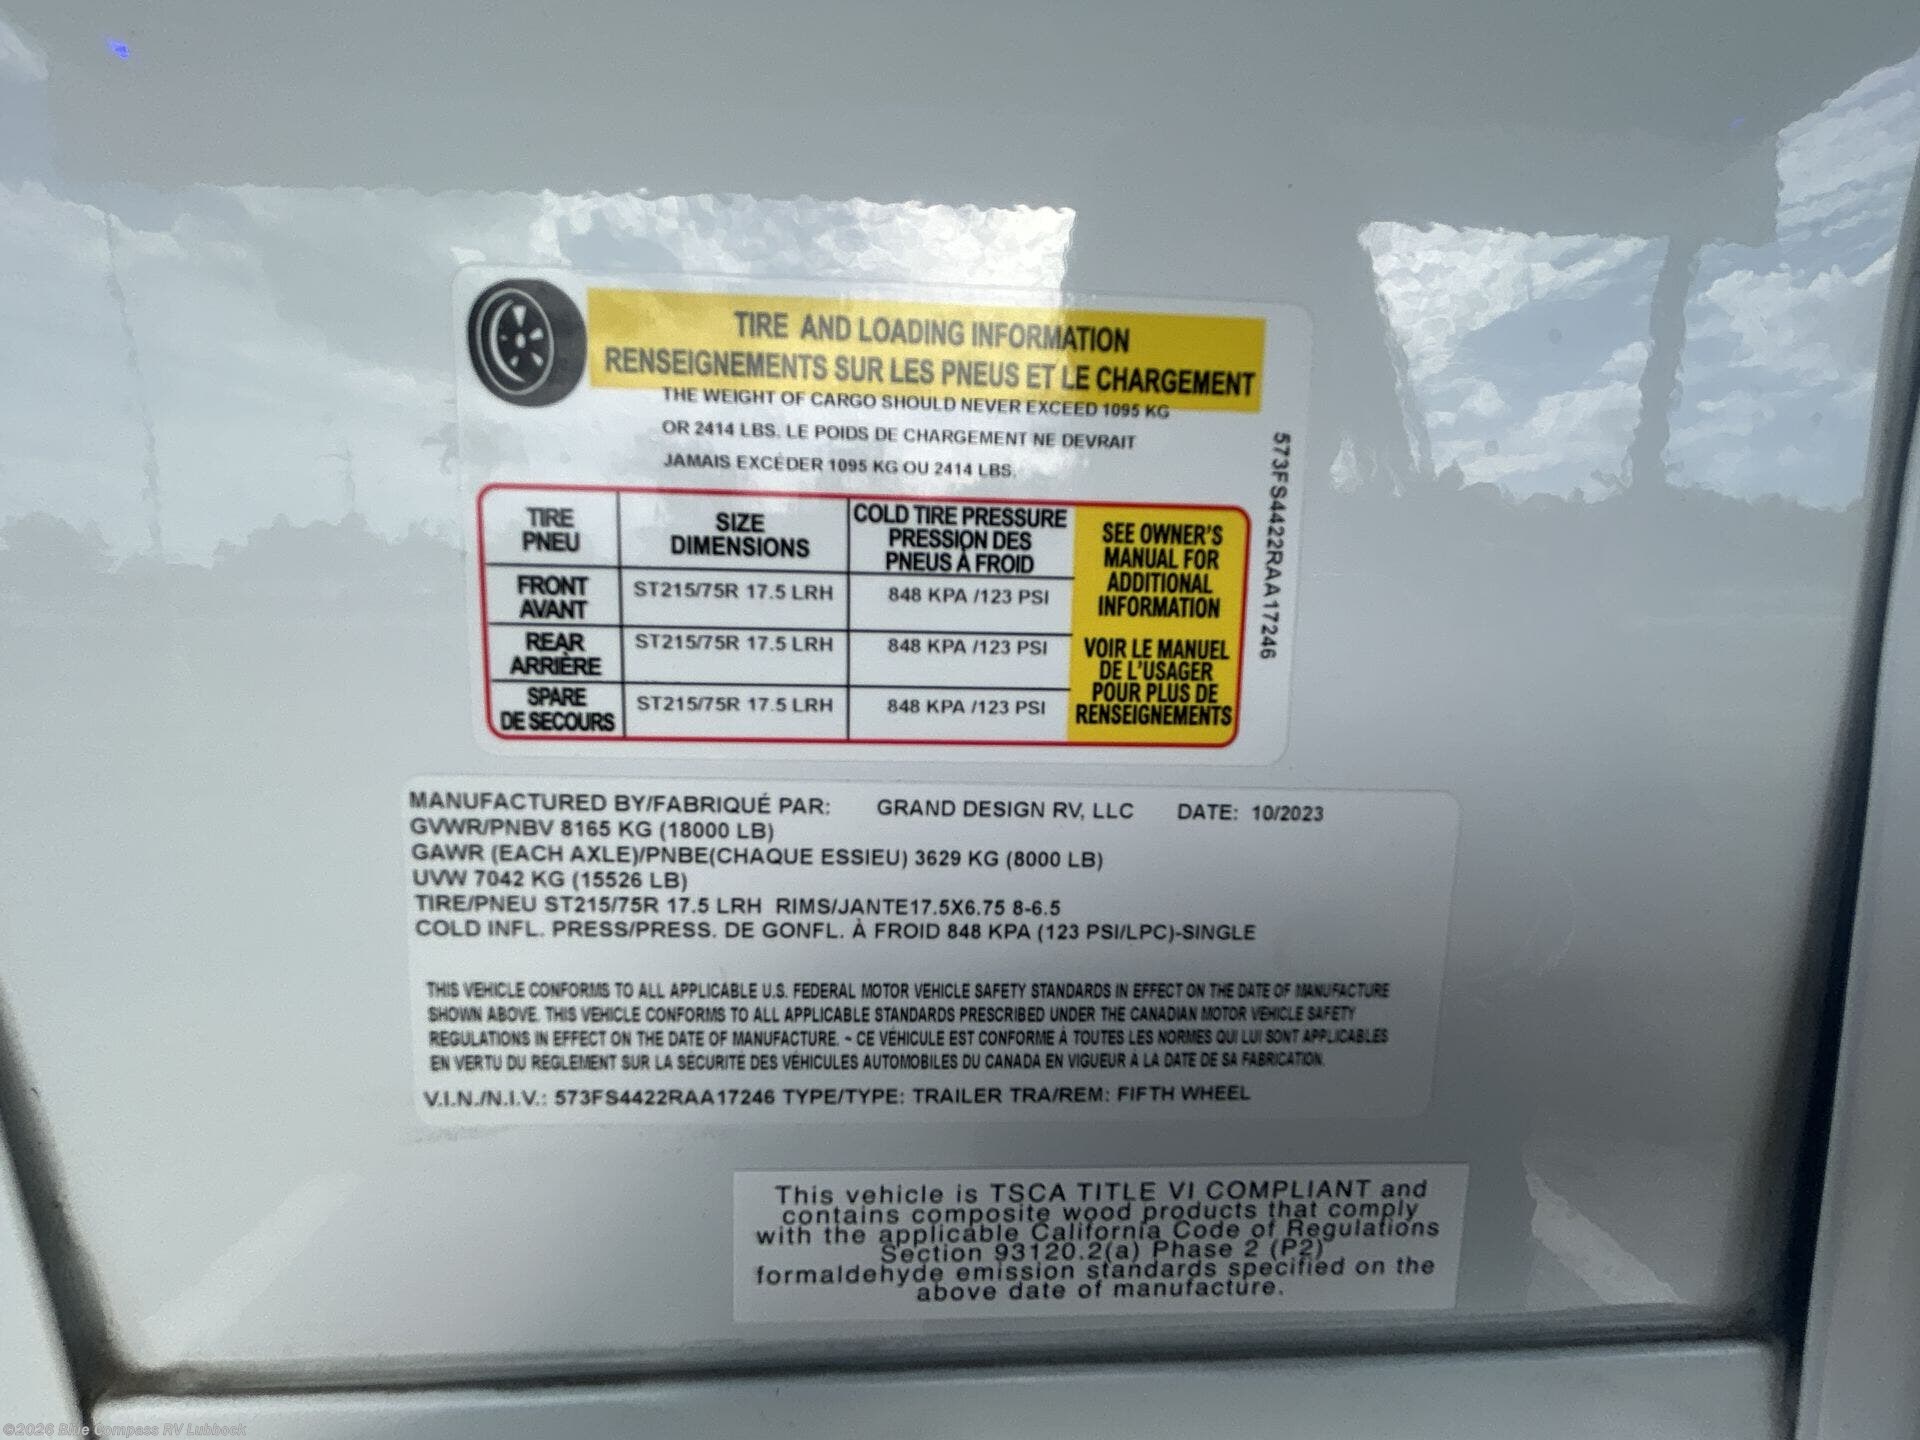 TIRE AND LOADING INFORMATION
RENSEIGNEMENTS SUR LES PNEUS ET LE CHARGEMENT
THE WEIGHT OF CARGO SHOULD NEVER EXCEED 1095 KG
OR 2414 LBS. LE POIDS DE CHARGEMENT NE DEVRAIT
JAMAIS EXCÉDER 1095 KG OU 2414 LBS.
TIRE
PNEU
SIZE
DIMENSIONS
COLD TIRE PRESSURE
PRESSION DES
PNEUS À FROID
FRONT
AVANT
ST215/75R 17.5 LRH
848 KPA /123 PSI
REAR
ARRIÈRE
ST215/75R 17.5 LRH
848 KPA /123 PSI
SPARE
DE SECOURS
ST215/75R 17.5 LRH
848 KPA /123 PSI
SEE OWNER'S
MANUAL FOR
ADDITIONAL
INFORMATION
VOIR LE MANUEL
DE L'USAGER
POUR PLUS DE
RENSEIGNEMENTS
573FS4422RAA17246
MANUFACTURED BY/FABRIQUÉ PAR: GRAND DESIGN RV, LLC DATE: 10/2023
GVWR/PNBV 8165 KG (18000 LB)
GAWR (EACH AXLE)/PNBE(CHAQUE ESSIEU) 3629 KG (8000 LB)
UVW 7042 KG (15526 LB)
TIRE/PNEU ST215/75R 17.5 LRH RIMS/JANTE17.5X6.75 8-6.5
COLD INFL. PRESS/PRESS. DE GONFL. À FROID 848 KPA (123 PSI/LPC)-SINGLE
THIS VEHICLE CONFORMS TO ALL APPLICABLE U.S. FEDERAL MOTOR VEHICLE SAFETY STANDARDS IN EFFECT ON THE DATE OF MANUFACTURE
SHOWN ABOVE. THIS VEHICLE CONFORMS TO ALL APPLICABLE STANDARDS PRESCRIBED UNDER THE CANADIAN MOTOR VEHICLE SAFETY
REGULATIONS IN EFFECT ON THE DATE OF MANUFACTURE. ~ CE VÉHICULE EST CONFORME À TOUTES LES NORMES QUI LUI SONT APPLICABLES
EN VERTU DU RÈGLEMENT SUR LA SÉCURITÉ DES VÉHICULES AUTOMOBILES DU CANADA EN VIGUEUR À LA DATE DE SA FABRICATION.
V.I.N./N.I.V.: 573FS4422RAA17246 TYPE/TYPE: TRAILER TRA/REM: FIFTH WHEEL
This vehicle is TSCA TITLE VI COMPLIANT and
contains composite wood products that comply
with the applicable California Code of Regulations
Section 93120.2(a) Phase 2 (P2)
formaldehyde emission standards specified on the
above date of manufacture.
©2026 Blue Compass RV Lubbock